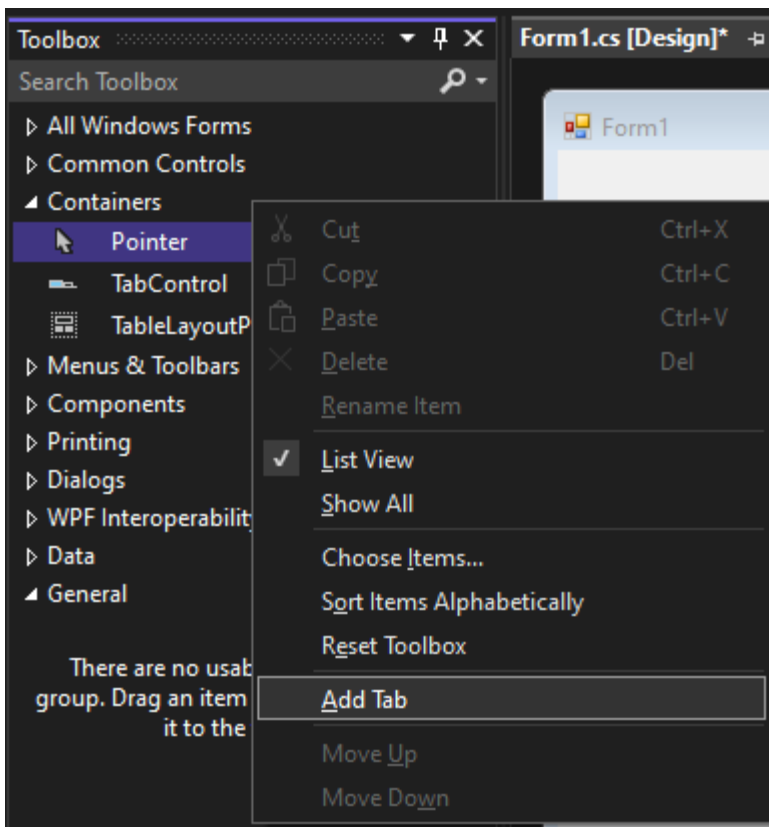 Toolbox
Form1.cs [Design]*
Search Toolbox
Form1
All Windows Forms
Common Controls
Containers
Pointer
TabControl
TableLayoutP
Menus & Toolbars
Components
Printing
Dialogs
WPF Interoperabilit
Data
General
There are no usab
group. Drag an item
it to the
Cut Ctrl+X
Copy Ctrl+C
Paste Ctrl+V
Delete Del
Rename Item
List View
Show All
Choose Items...
Sort Items Alphabetically
Reset Toolbox
Add Tab
Move Up
Move Down